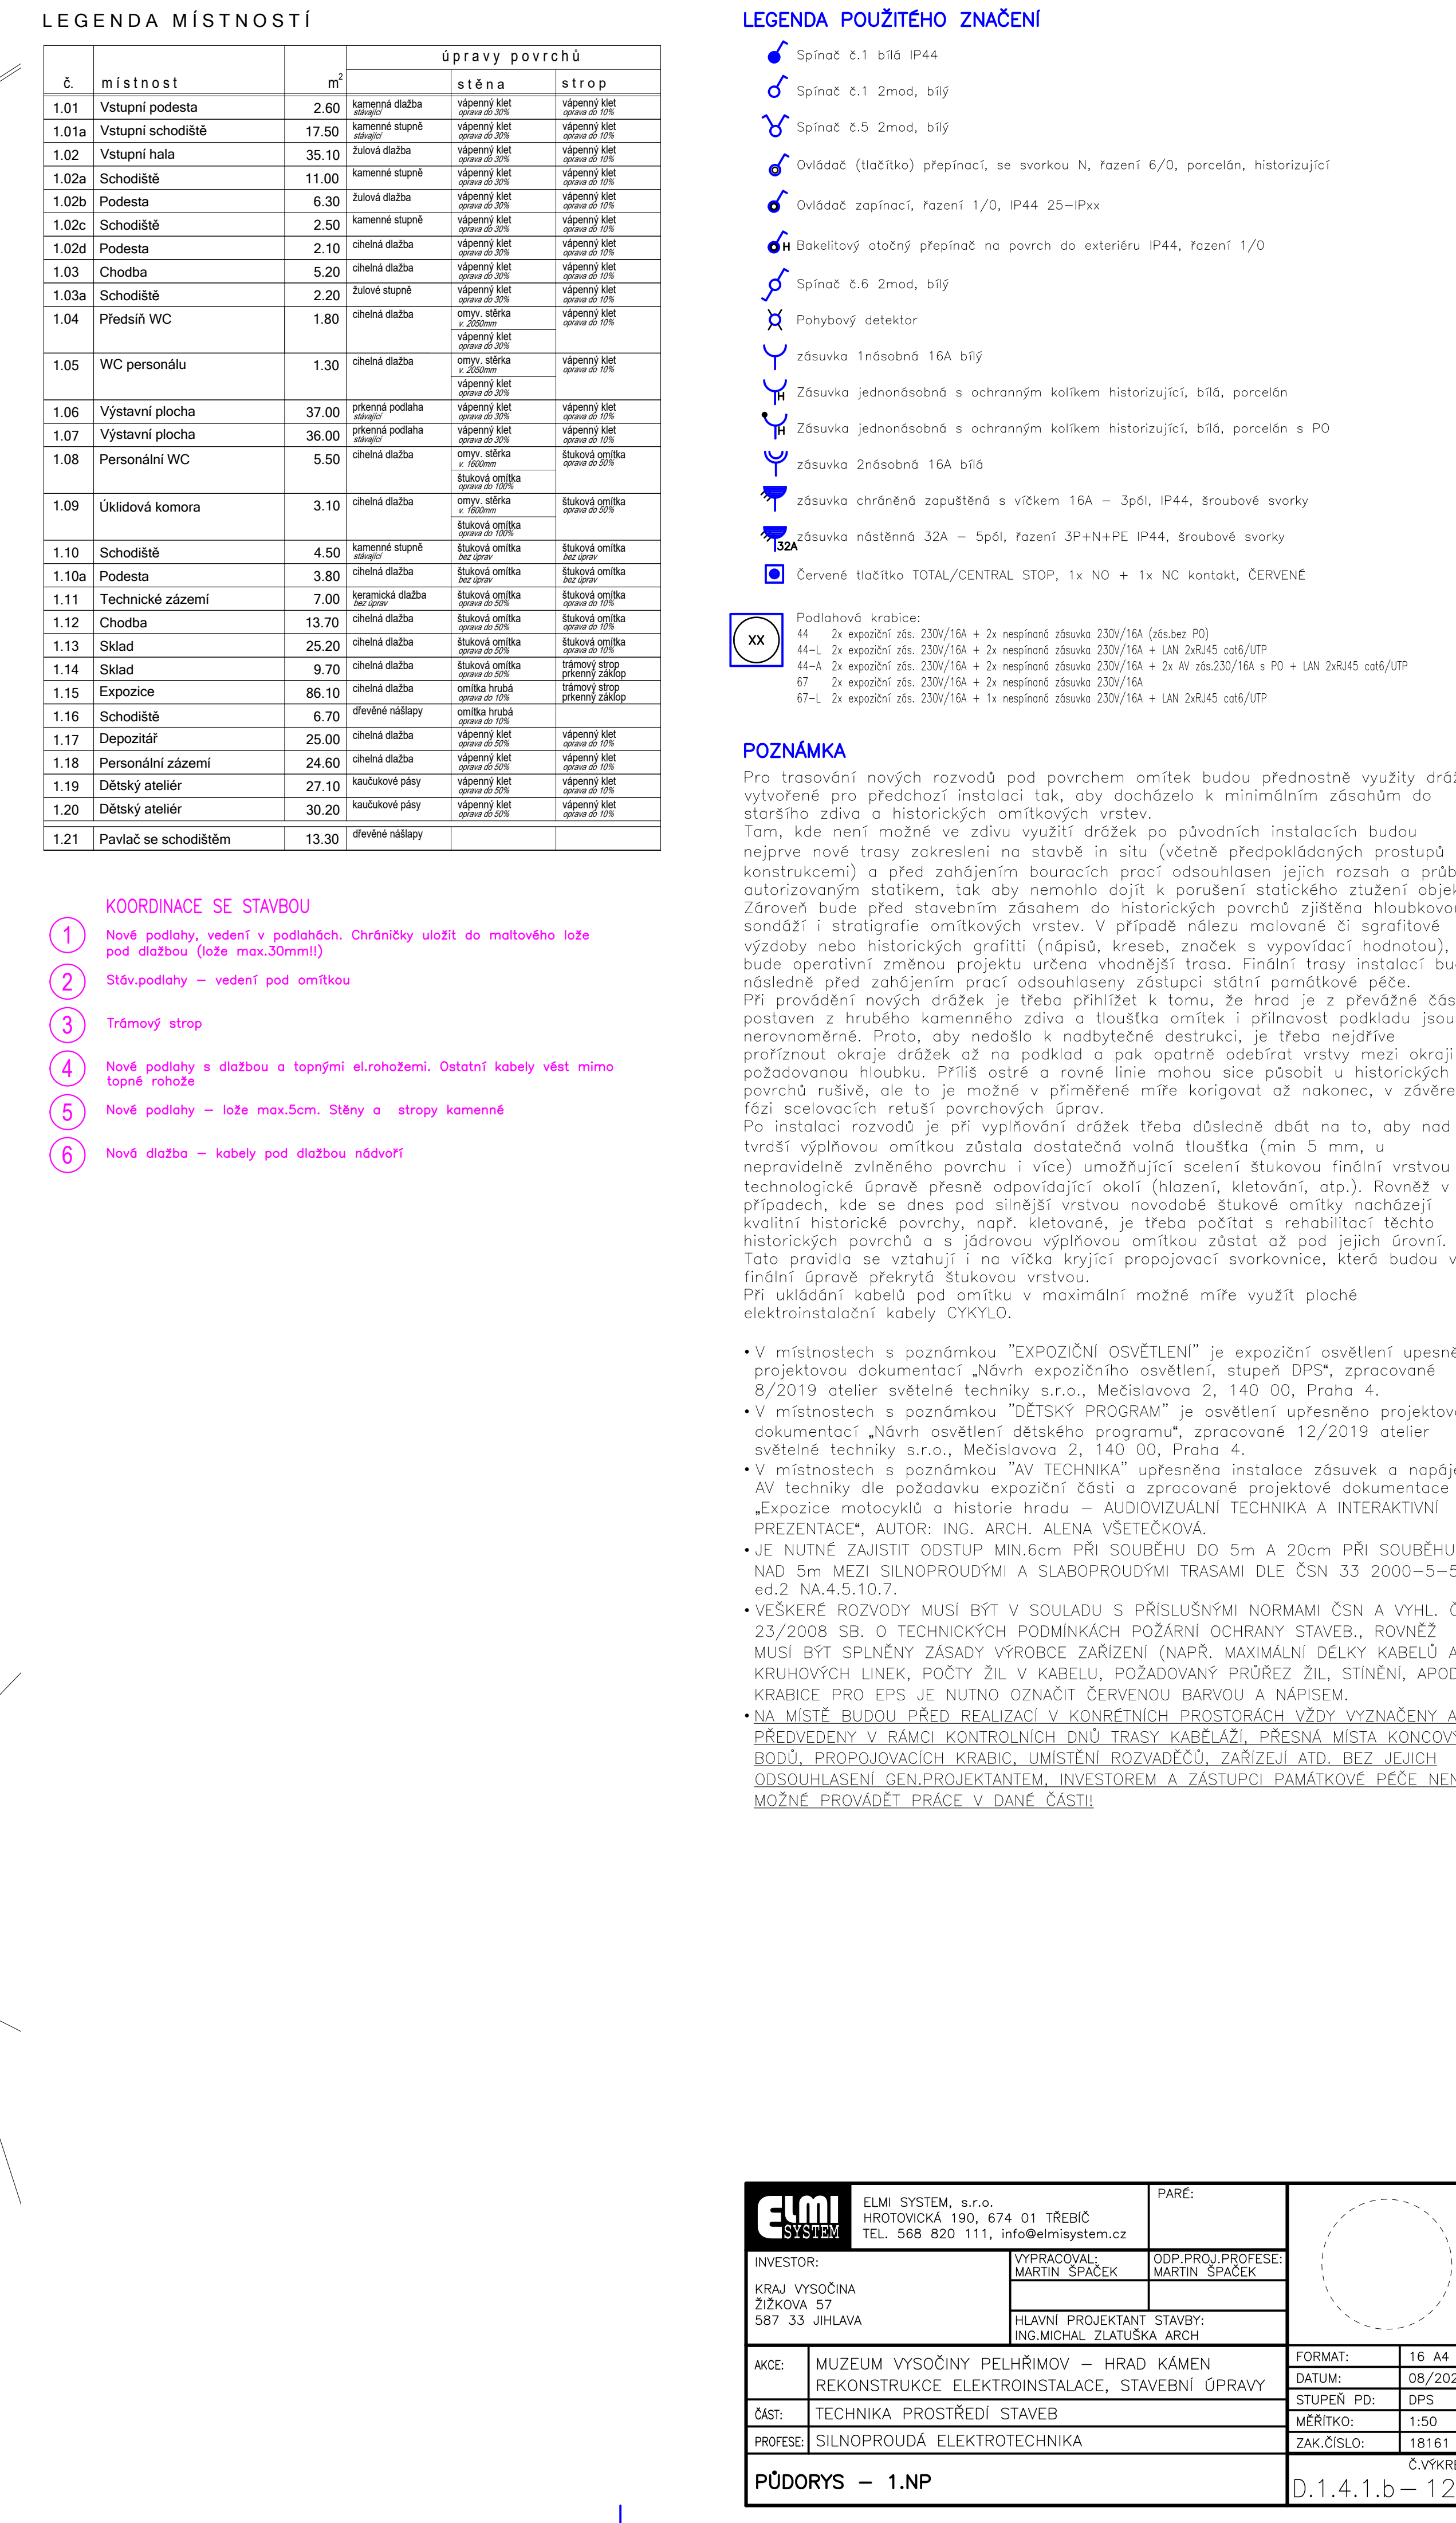 LEGENDA MÍSTNOSTÍ
úpravy povrchů
č. místnost m2 stěna strop
1.01 Vstupní podesta 2.60 kamenná dlažba stávající vápenný klet oprava do 30% vápenný klet oprava do 10%
1.01a Vstupní schodiště 17.50 kamenné stupně stávající vápenný klet oprava do 30% vápenný klet oprava do 10%
1.02 Vstupní hala 35.10 žulová dlažba vápenný klet oprava do 30% vápenný klet oprava do 10%
1.02a Schodiště 11.00 kamenné stupně vápenný klet oprava do 30% vápenný klet oprava do 10%
1.02b Podesta 6.30 žulová dlažba vápenný klet oprava do 30% vápenný klet oprava do 10%
1.02c Schodiště 2.50 kamenné stupně vápenný klet oprava do 30% vápenný klet oprava do 10%
1.02d Podesta 2.10 cihelná dlažba vápenný klet oprava do 30% vápenný klet oprava do 10%
1.03 Chodba 5.20 cihelná dlažba vápenný klet oprava do 30% vápenný klet oprava do 10%
1.03a Schodiště 2.20 žulové stupně vápenný klet oprava do 30% vápenný klet oprava do 10%
1.04 Předsíň WC 1.80 cihelná dlažba omyv. stěrka v. 2050mm vápenný klet oprava do 10%
vápenný klet oprava do 30%
1.05 WC personálu 1.30 cihelná dlažba omyv. stěrka v. 2050mm vápenný klet oprava do 10%
vápenný klet oprava do 30%
1.06 Výstavní plocha 37.00 prkenná podlaha stávající vápenný klet oprava do 30% vápenný klet oprava do 10%
1.07 Výstavní plocha 36.00 prkenná podlaha stávající vápenný klet oprava do 30% vápenný klet oprava do 10%
1.08 Personální WC 5.50 cihelná dlažba omyv. stěrka v. 1600mm štuková omítka oprava do 50%
štuková omítka oprava do 100%
1.09 Úklidová komora 3.10 cihelná dlažba omyv. stěrka v. 1600mm štuková omítka oprava do 50%
štuková omítka oprava do 100%
1.10 Schodiště 4.50 kamenné stupně stávající štuková omítka bez úprav štuková omítka bez úprav
1.10a Podesta 3.80 cihelná dlažba štuková omítka bez úprav štuková omítka bez úprav
1.11 Technické zázemí 7.00 keramická dlažba bez úprav štuková omítka oprava do 50% štuková omítka oprava do 10%
1.12 Chodba 13.70 cihelná dlažba štuková omítka oprava do 50% štuková omítka oprava do 10%
1.13 Sklad 25.20 cihelná dlažba štuková omítka oprava do 50% štuková omítka oprava do 10%
1.14 Sklad 9.70 cihelná dlažba štuková omítka oprava do 50% trámový strop prkenný záklop
1.15 Expozice 86.10 cihelná dlažba omítka hrubá oprava do 10% trámový strop prkenný záklop
1.16 Schodiště 6.70 dřevěné nášlapy omítka hrubá oprava do 10%
1.17 Depozitář 25.00 cihelná dlažba vápenný klet oprava do 50% vápenný klet oprava do 10%
1.18 Personální zázemí 24.60 cihelná dlažba vápenný klet oprava do 50% vápenný klet oprava do 10%
1.19 Dětský ateliér 27.10 kaučukové pásy vápenný klet oprava do 50% vápenný klet oprava do 10%
1.20 Dětský ateliér 30.20 kaučukové pásy vápenný klet oprava do 50% vápenný klet oprava do 10%
1.21 Pavlač se schodištěm 13.30 dřevěné nášlapy
KOORDINACE SE STAVBOU
1 Nové podlahy, vedení v podlahách. Chráničky uložit do maltového lože
pod dlažbou (lože max.30mm!!)
2 Stáv.podlahy – vedení pod omítkou
3 Trámový strop
4 Nové podlahy s dlažbou a topnými el.rohožemi. Ostatní kabely vést mimo
topné rohože
5 Nové podlahy – lože max.5cm. Stěny a stropy kamenné
6 Nová dlažba – kabely pod dlažbou nádvoří
LEGENDA POUŽITÉHO ZNAČENÍ
Spínač č.1 bílá IP44
Spínač č.1 2mod, bílý
Spínač č.5 2mod, bílý
Ovládač (tlačítko) přepínací, se svorkou N, řazení 6/0, porcelán, historizující
Ovládač zapínací, řazení 1/0, IP44 25–IPxx
H Bakelitový otočný přepínač na povrch do exteriéru IP44, řazení 1/0
Spínač č.6 2mod, bílý
Pohybový detektor
zásuvka 1násobná 16A bílý
H Zásuvka jednonásobná s ochranným kolíkem historizující, bílá, porcelán
H Zásuvka jednonásobná s ochranným kolíkem historizující, bílá, porcelán s PO
zásuvka 2násobná 16A bílá
zásuvka chráněná zapuštěná s víčkem 16A – 3pól, IP44, šroubové svorky
32A zásuvka nástěnná 32A – 5pól, řazení 3P+N+PE IP44, šroubové svorky
Červené tlačítko TOTAL/CENTRAL STOP, 1x NO + 1x NC kontakt, ČERVENÉ
XX
Podlahová krabice:
44 2x expoziční zás. 230V/16A + 2x nespínaná zásuvka 230V/16A (zás.bez PO)
44–L 2x expoziční zás. 230V/16A + 2x nespínaná zásuvka 230V/16A + LAN 2xRJ45 cat6/UTP
44–A 2x expoziční zás. 230V/16A + 2x nespínaná zásuvka 230V/16A + 2x AV zás.230/16A s PO + LAN 2xRJ45 cat6/UTP
67 2x expoziční zás. 230V/16A + 2x nespínaná zásuvka 230V/16A
67–L 2x expoziční zás. 230V/16A + 1x nespínaná zásuvka 230V/16A + LAN 2xRJ45 cat6/UTP
POZNÁMKA
Pro trasování nových rozvodů pod povrchem omítek budou přednostně využity dráž
vytvořené pro předchozí instalaci tak, aby docházelo k minimálním zásahům do
staršího zdiva a historických omítkových vrstev.
Tam, kde není možné ve zdivu využití drážek po původních instalacích budou
nejprve nové trasy zakresleni na stavbě in situ (včetně předpokládaných prostupů
konstrukcemi) a před zahájením bouracích prací odsouhlasen jejich rozsah a průb
autorizovaným statikem, tak aby nemohlo dojít k porušení statického ztužení objek
Zároveň bude před stavebním zásahem do historických povrchů zjištěna hloubkovou
sondáží i stratigrafie omítkových vrstev. V případě nálezu malované či sgrafitové
výzdoby nebo historických grafitti (nápisů, kreseb, značek s vypovídací hodnotou),
bude operativní změnou projektu určena vhodnější trasa. Finální trasy instalací bu
následně před zahájením prací odsouhlaseny zástupci státní památkové péče.
Při provádění nových drážek je třeba přihlížet k tomu, že hrad je z převážné čás
postaven z hrubého kamenného zdiva a tloušťka omítek i přilnavost podkladu jsou
nerovnoměrné. Proto, aby nedošlo k nadbytečné destrukci, je třeba nejdříve
proříznout okraje drážek až na podklad a pak opatrně odebírat vrstvy mezi okraji
požadovanou hloubku. Příliš ostré a rovné linie mohou sice působit u historických
povrchů rušivě, ale to je možné v přiměřené míře korigovat až nakonec, v závěre
fázi scelovacích retuší povrchových úprav.
Po instalaci rozvodů je při vyplňování drážek třeba důsledně dbát na to, aby nad
tvrdší výplňovou omítkou zůstala dostatečná volná tloušťka (min 5 mm, u
nepravidelně zvlněného povrchu i více) umožňující scelení štukovou finální vrstvou
technologické úpravě přesně odpovídající okolí (hlazení, kletování, atp.). Rovněž v
případech, kde se dnes pod silnější vrstvou novodobé štukové omítky nacházejí
kvalitní historické povrchy, např. kletované, je třeba počítat s rehabilitací těchto
historických povrchů a s jádrovou výplňovou omítkou zůstat až pod jejich úrovní.
Tato pravidla se vztahují i na víčka kryjící propojovací svorkovnice, která budou v
finální úpravě překrytá štukovou vrstvou.
Při ukládání kabelů pod omítku v maximální možné míře využít ploché
elektroinstalační kabely CYKYLO.
• V místnostech s poznámkou "EXPOZIČNÍ OSVĚTLENÍ" je expoziční osvětlení upesně
projektovou dokumentací „Návrh expozičního osvětlení, stupeň DPS“, zpracované
8/2019 atelier světelné techniky s.r.o., Mečislavova 2, 140 00, Praha 4.
• V místnostech s poznámkou "DĚTSKÝ PROGRAM" je osvětlení upřesněno projektov
dokumentací „Návrh osvětlení dětského programu“, zpracované 12/2019 atelier
světelné techniky s.r.o., Mečislavova 2, 140 00, Praha 4.
• V místnostech s poznámkou "AV TECHNIKA" upřesněna instalace zásuvek a napáje
AV techniky dle požadavku expoziční části a zpracované projektové dokumentace
„Expozice motocyklů a historie hradu – AUDIOVIZUÁLNÍ TECHNIKA A INTERAKTIVNÍ
PREZENTACE“, AUTOR: ING. ARCH. ALENA VŠETEČKOVÁ.
• JE NUTNÉ ZAJISTIT ODSTUP MIN.6cm PŘI SOUBĚHU DO 5m A 20cm PŘI SOUBĚHU
NAD 5m MEZI SILNOPROUDÝMI A SLABOPROUDÝMI TRASAMI DLE ČSN 33 2000–5–5
ed.2 NA.4.5.10.7.
• VEŠKERÉ ROZVODY MUSÍ BÝT V SOULADU S PŘÍSLUŠNÝMI NORMAMI ČSN A VYHL. Č
23/2008 SB. O TECHNICKÝCH PODMÍNKÁCH POŽÁRNÍ OCHRANY STAVEB., ROVNĚŽ
MUSÍ BÝT SPLNĚNY ZÁSADY VÝROBCE ZAŘÍZENÍ (NAPŘ. MAXIMÁLNÍ DÉLKY KABELŮ A
KRUHOVÝCH LINEK, POČTY ŽIL V KABELU, POŽADOVANÝ PRŮŘEZ ŽIL, STÍNĚNÍ, APOD
KRABICE PRO EPS JE NUTNO OZNAČIT ČERVENOU BARVOU A NÁPISEM.
• NA MÍSTĚ BUDOU PŘED REALIZACÍ V KONRÉTNÍCH PROSTORÁCH VŽDY VYZNAČENY A
PŘEDVEDENY V RÁMCI KONTROLNÍCH DNŮ TRASY KABĚLÁŽÍ, PŘESNÁ MÍSTA KONCOVÝ
BODŮ, PROPOJOVACÍCH KRABIC, UMÍSTĚNÍ ROZVADĚČŮ, ZAŘÍZEJÍ ATD. BEZ JEJICH
ODSOUHLASENÍ GEN.PROJEKTANTEM, INVESTOREM A ZÁSTUPCI PAMÁTKOVÉ PÉČE NEN
MOŽNÉ PROVÁDĚT PRÁCE V DANÉ ČÁSTI!
ELMI SYSTEM
ELMI SYSTEM, s.r.o.
HROTOVICKÁ 190, 674 01 TŘEBÍČ
TEL. 568 820 111, info@elmisystem.cz
PARÉ:
INVESTOR:
KRAJ VYSOČINA
ŽIŽKOVA 57
587 33 JIHLAVA
VYPRACOVAL:
MARTIN ŠPAČEK
ODP.PROJ.PROFESE:
MARTIN ŠPAČEK
HLAVNÍ PROJEKTANT STAVBY:
ING.MICHAL ZLATUŠKA ARCH
AKCE: MUZEUM VYSOČINY PELHŘIMOV – HRAD KÁMEN
REKONSTRUKCE ELEKTROINSTALACE, STAVEBNÍ ÚPRAVY
ČÁST: TECHNIKA PROSTŘEDÍ STAVEB
PROFESE: SILNOPROUDÁ ELEKTROTECHNIKA
PŮDORYS – 1.NP
FORMAT: 16 A4
DATUM: 08/202
STUPEŇ PD: DPS
MĚŘÍTKO: 1:50
ZAK.ČÍSLO: 18161
Č.VÝKRE
D.1.4.1.b– 12